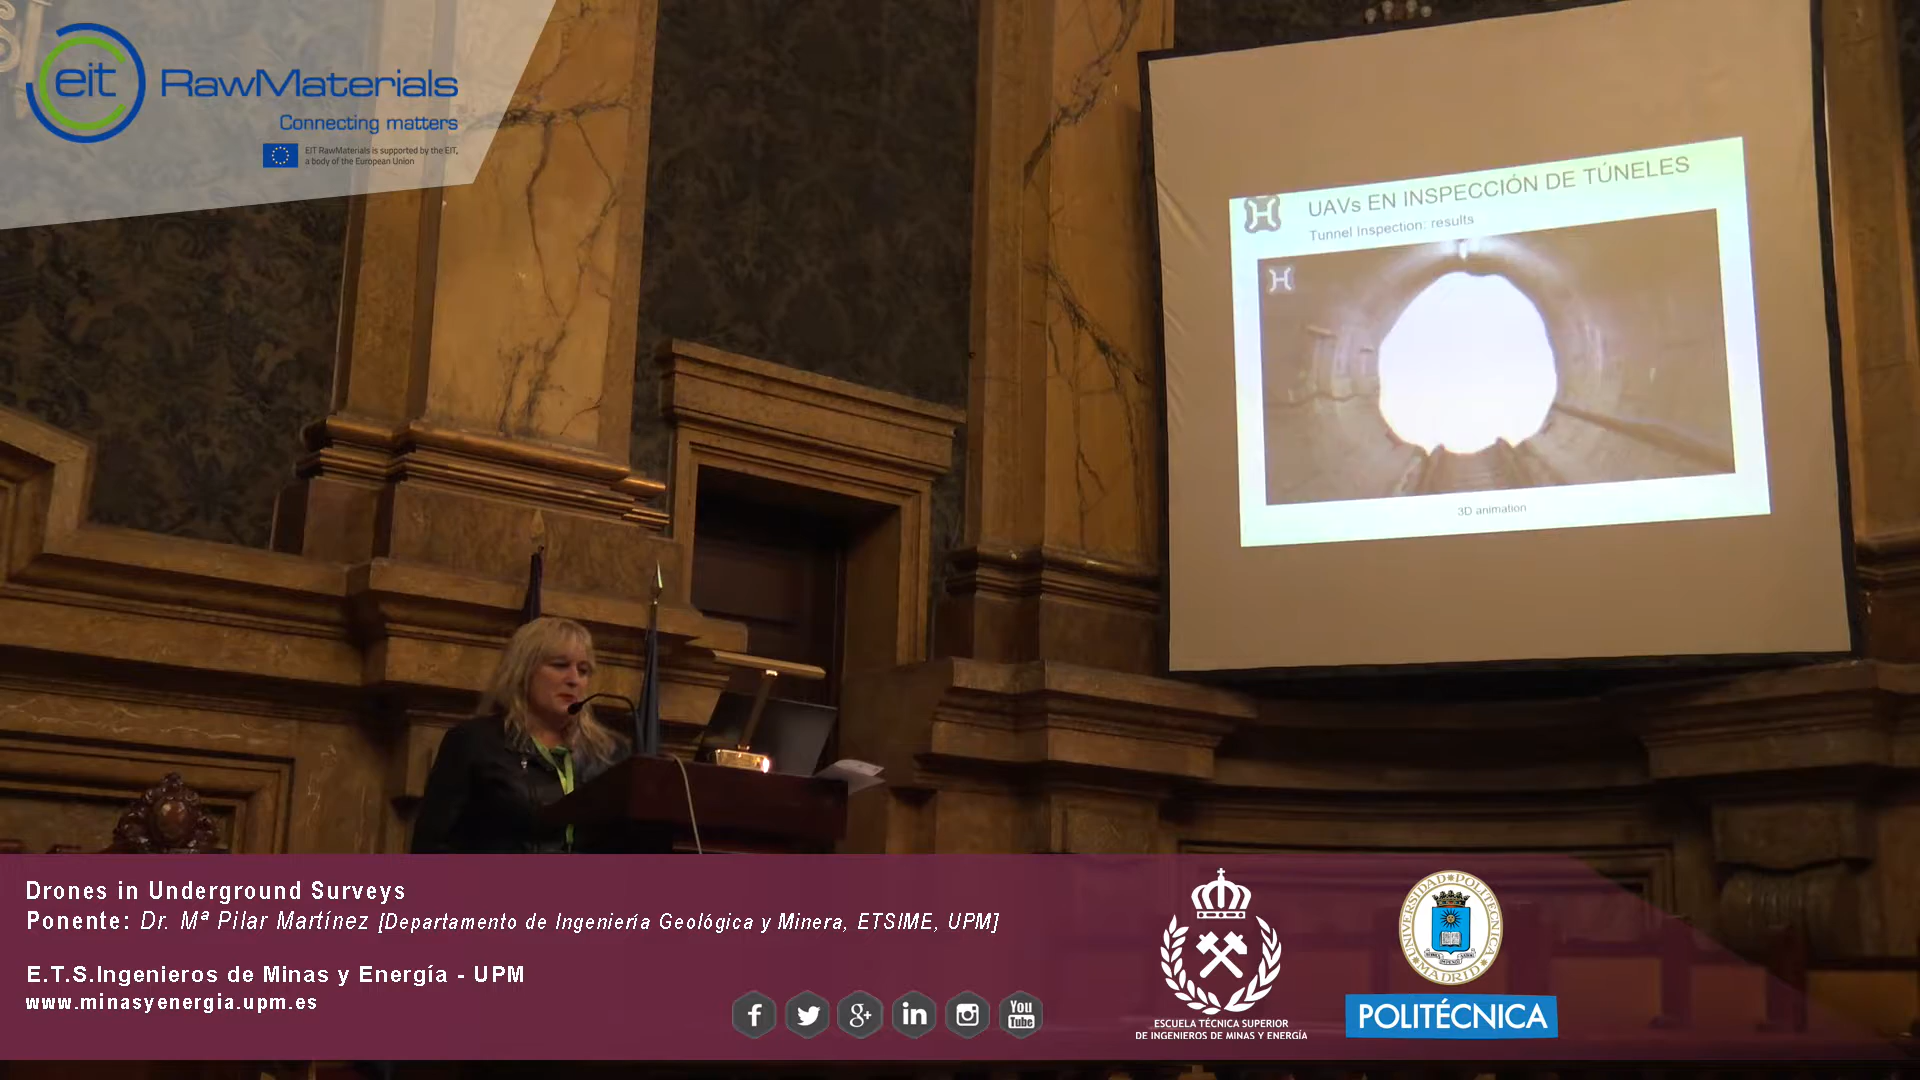 eit RawMaterials
Connecting matters
EIT RawMaterials is supported by the EIT,
a body of the European Union
UAVs EN INSPECCIÓN DE TÚNELES
Tunnel Inspection: results
3D animation
Drones in Underground Surveys
Ponente: Dr. Mª Pilar Martínez [Departamento de Ingeniería Geológica y Minera, ETSIME, UPM]
E.T.S.Ingenieros de Minas y Energía - UPM
www.minasyenergia.upm.es
f g+ in You
Tube
ESCUELA TÉCNICA SUPERIOR
DE INGENIEROS DE MINAS Y ENERGÍA
UNIVERSIDAD POLITÉCNICA
MADRID
POLITÉCNICA